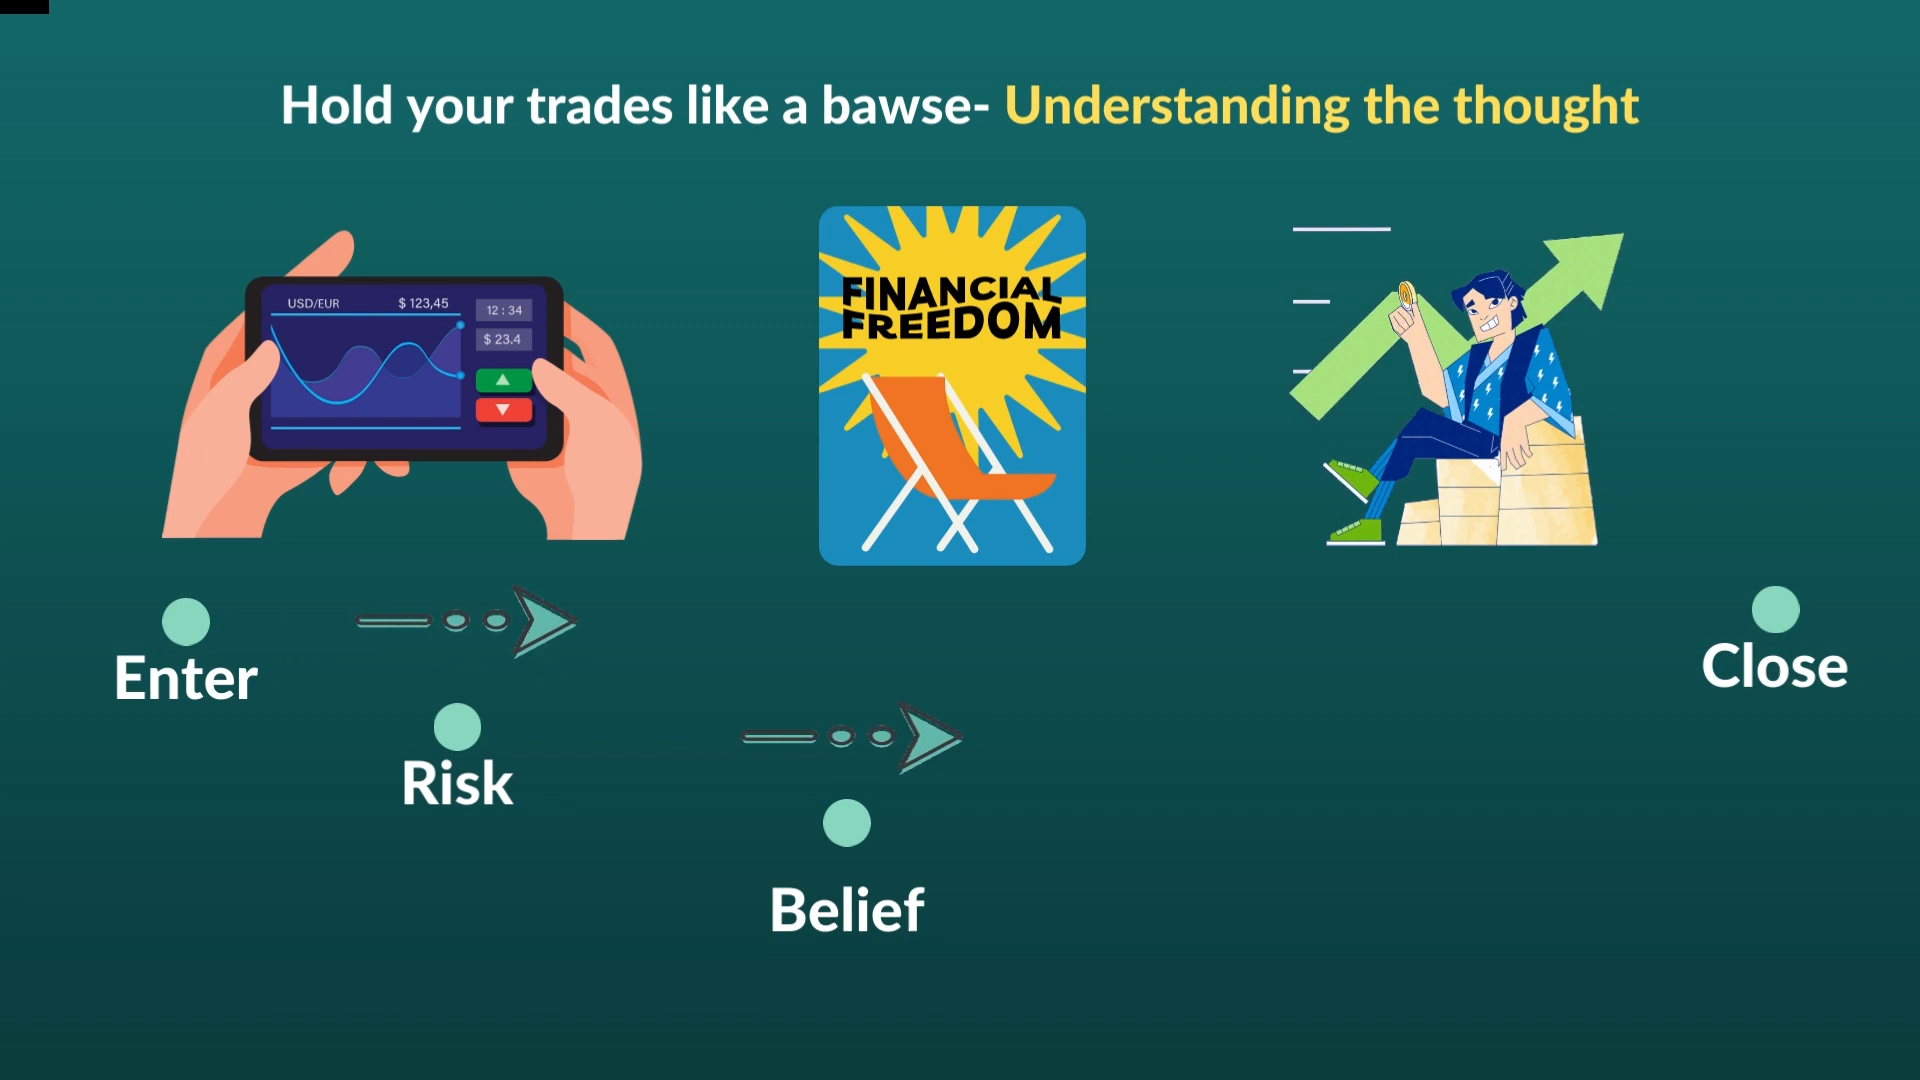 Hold your trades like a bawse- Understanding the thought
USD/EUR
$ 123,45
12 : 34
$ 23.4
FINANCIAL
FREEDOM
Enter
Close
Risk
Belief